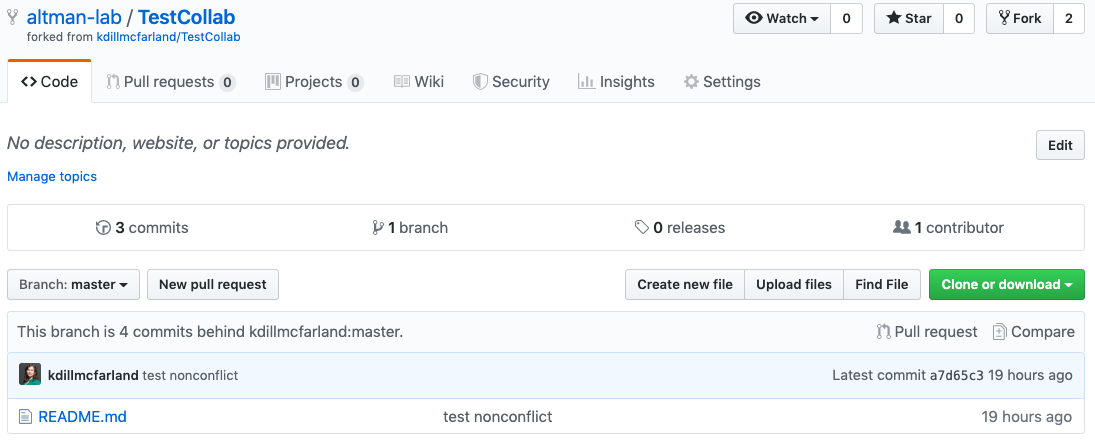 altman-lab / TestCollab
Watch 0 Star 0 Fork 2
forked from kdillmcfarland/TestCollab
Code Pull requests 0 Projects 0 Wiki Security Insights Settings
No description, website, or topics provided.
Edit
Manage topics
3 commits 1 branch 0 releases 1 contributor
Branch: master New pull request Create new file Upload files Find File Clone or download
This branch is 4 commits behind kdillmcfarland:master. Pull request Compare
kdillmcfarland test nonconflict Latest commit a7d65c3 19 hours ago
README.md test nonconflict 19 hours ago